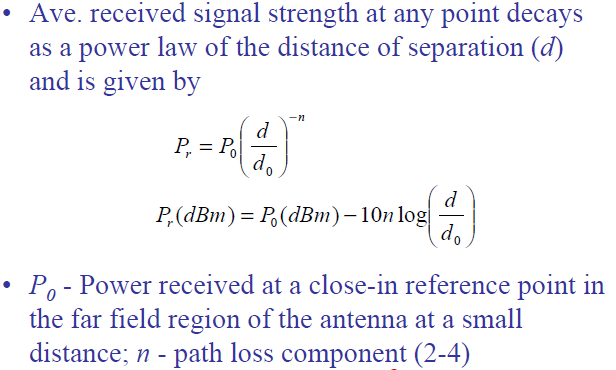 • Ave. received signal strength at any point decays
as a power law of the distance of separation (d)
and is given by
Pᵣ = P₀(d/d₀)⁻ⁿ
Pᵣ(dBm) = P₀(dBm) − 10n log(d/d₀)
• P₀ - Power received at a close-in reference point in
the far field region of the antenna at a small
distance; n - path loss component (2-4)